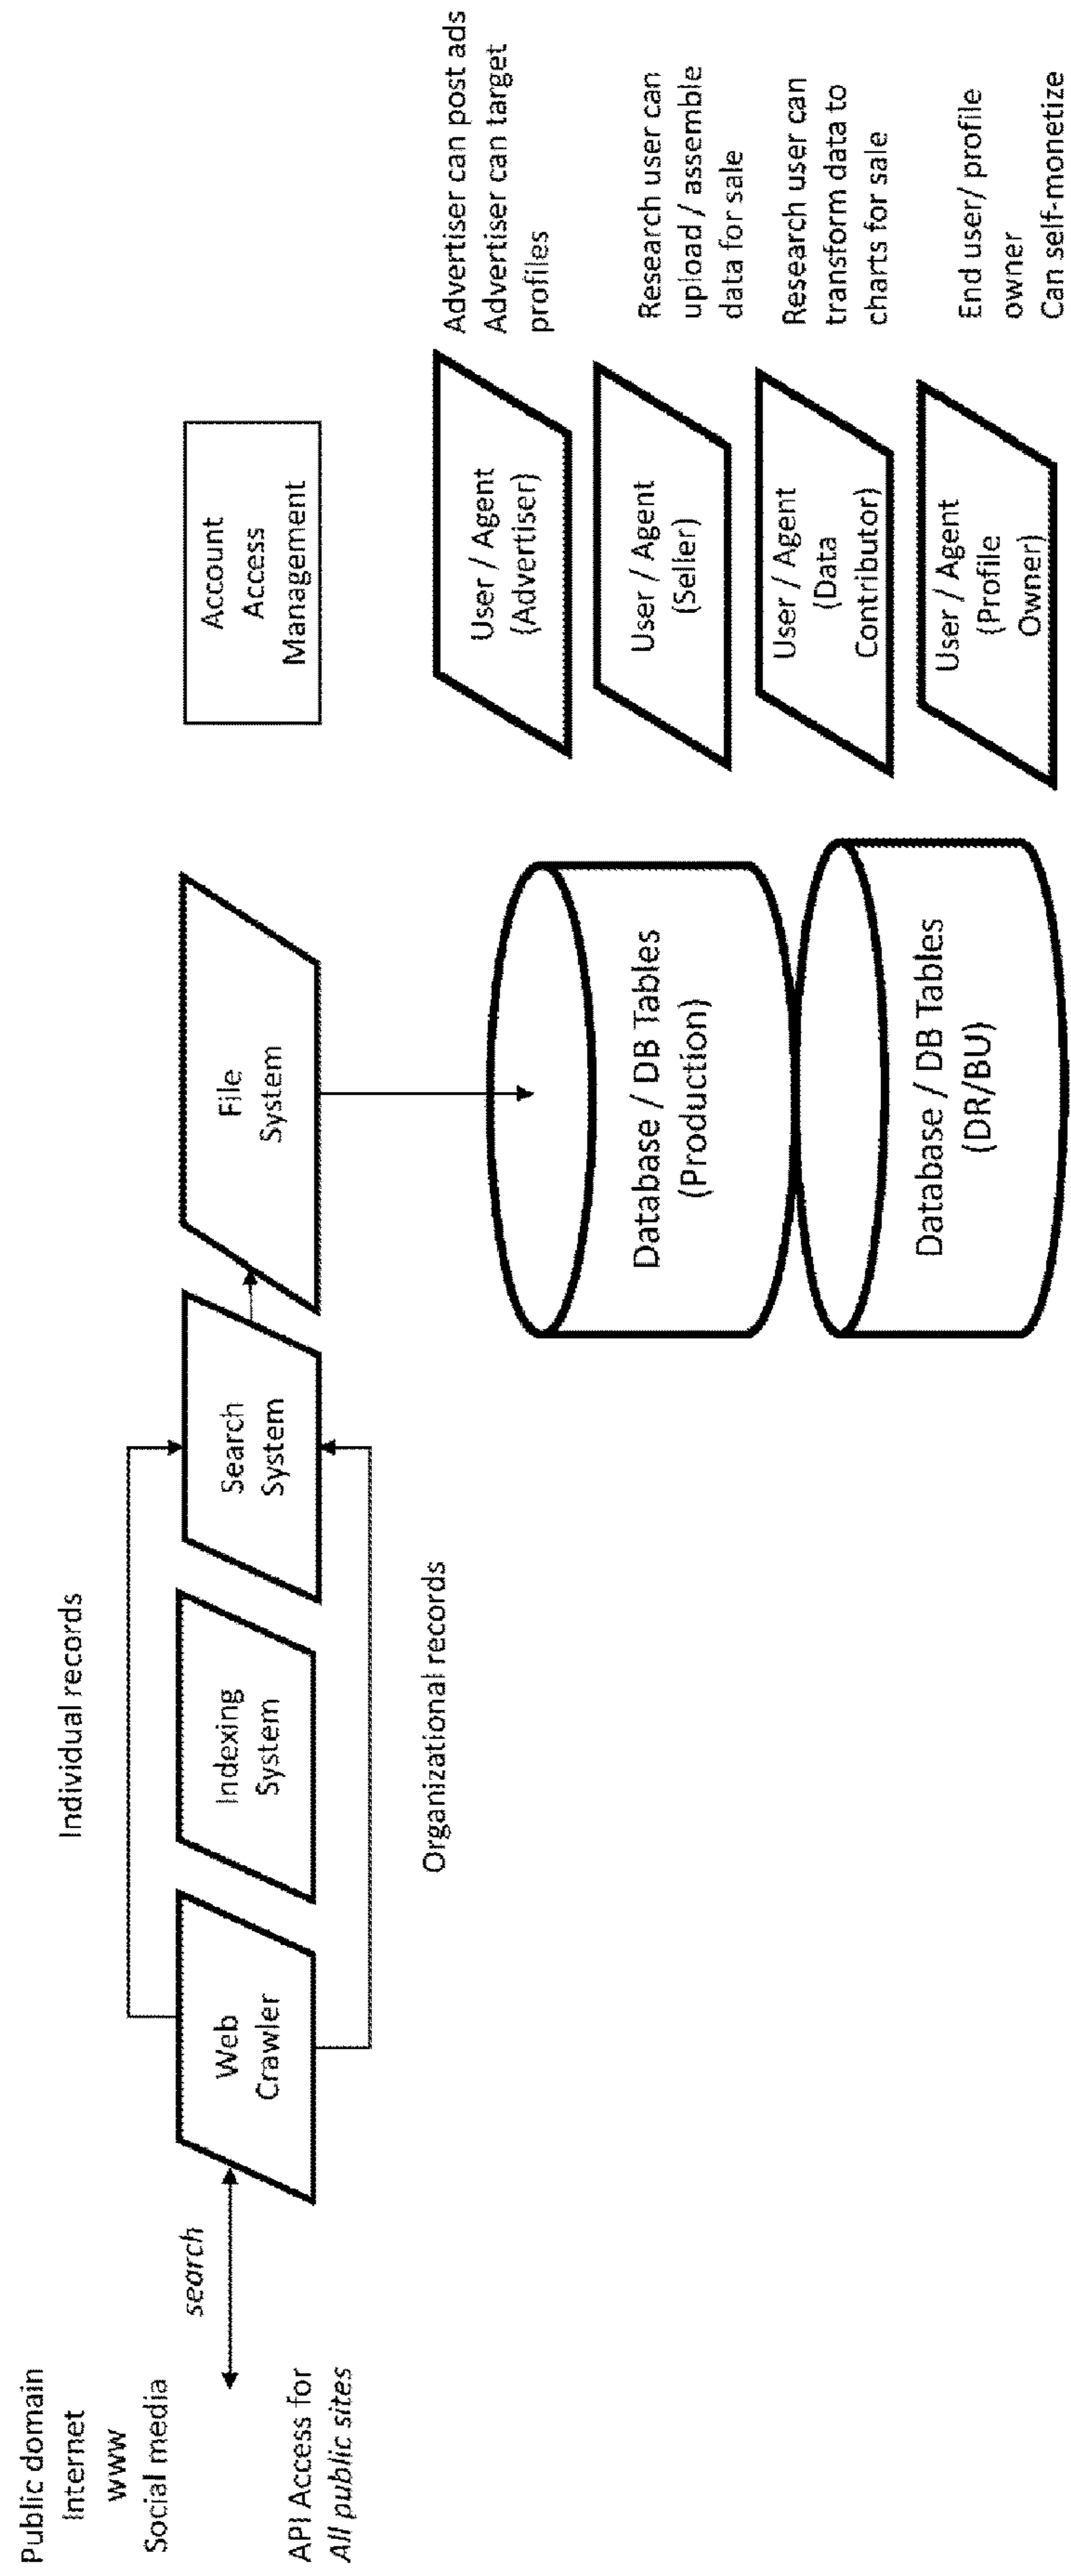 Public domain
Internet
www
Social media
API Access for
All public sites
search
Individual records
Organizational records
Web
Crawler
Indexing
System
Search
System
File
System
Database / DB Tables
(Production)
Database / DB Tables
(DR/BU)
Account
Access
Management
User / Agent
(Advertiser)
User / Agent
(Seller)
User / Agent
(Data
Contributor)
User / Agent
(Profile
Owner)
Advertiser can post ads
Advertiser can target
profiles
Research user can
upload / assemble
data for sale
Research user can
transform data to
charts for sale
End user/ profile
owner
Can self-monetize